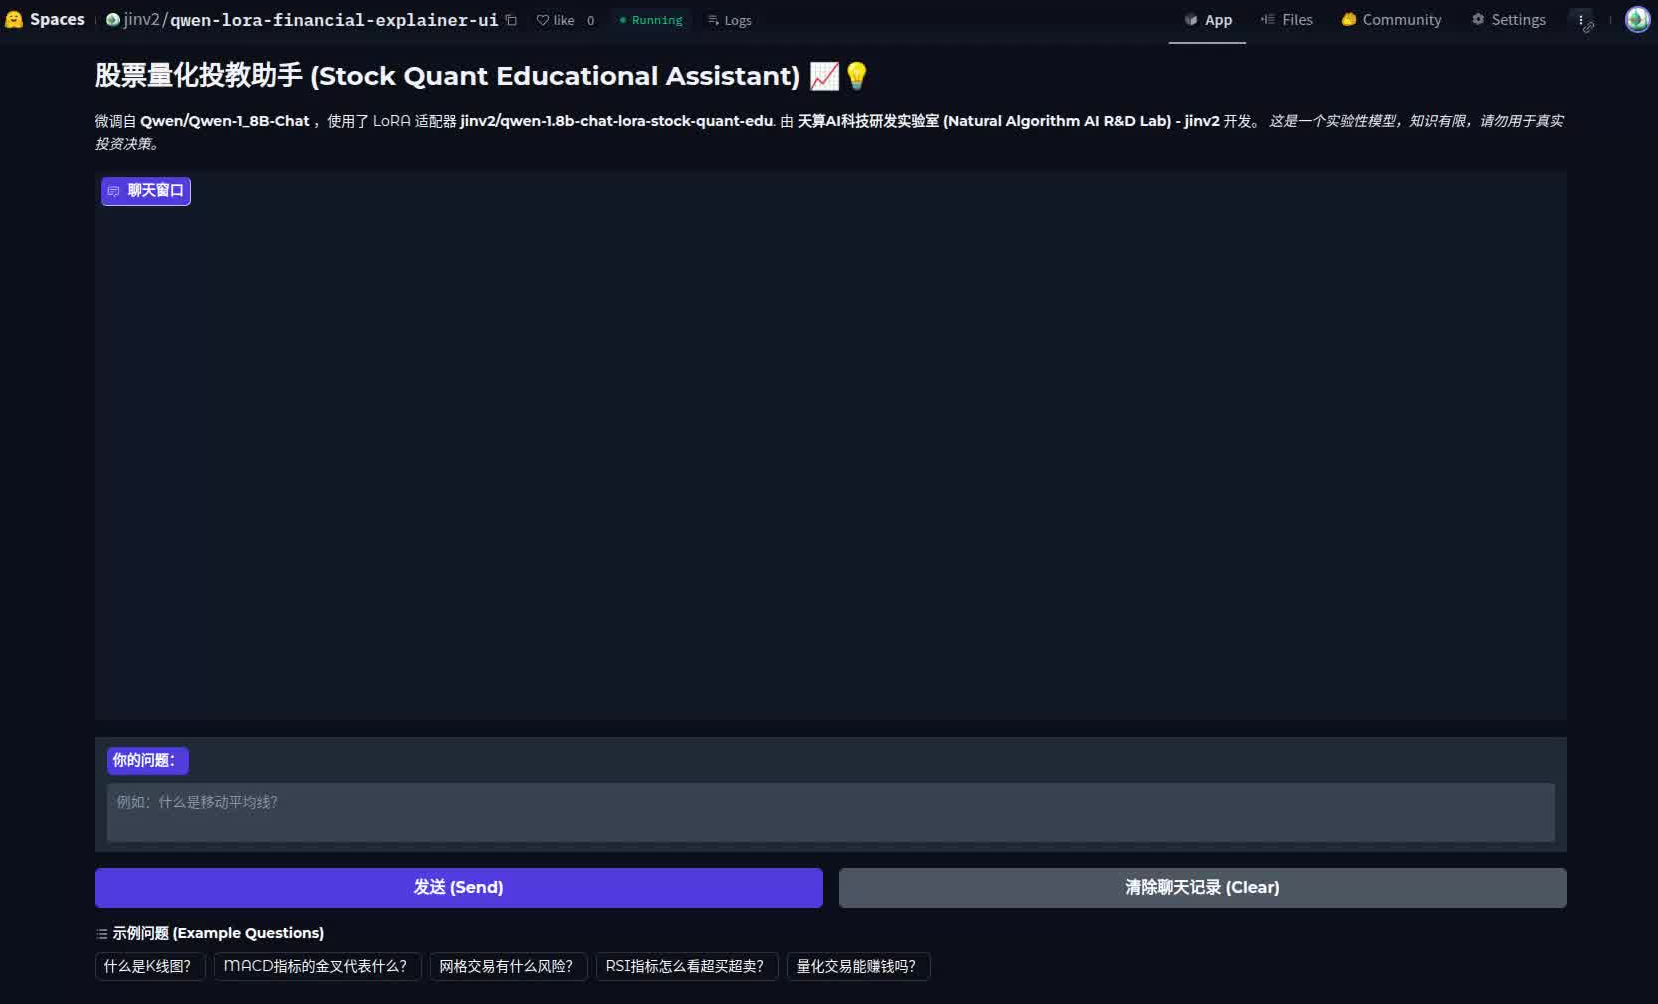 Spaces jinv2/qwen-lora-financial-explainer-ui like 0 Running Logs App Files Community Settings
股票量化投教助手 (Stock Quant Educational Assistant) 📈💡
微调自 Qwen/Qwen-1_8B-Chat ，使用了 LoRA 适配器 jinv2/qwen-1.8b-chat-lora-stock-quant-edu. 由 天算AI科技研发实验室 (Natural Algorithm AI R&D Lab) - jinv2 开发。 这是一个实验性模型，知识有限，请勿用于真实
投资决策。
聊天窗口
你的问题：
例如：什么是移动平均线？
发送 (Send) 清除聊天记录 (Clear)
示例问题 (Example Questions)
什么是K线图？ MACD指标的金叉代表什么？ 网格交易有什么风险？ RSI指标怎么看超买超卖？ 量化交易能赚钱吗？